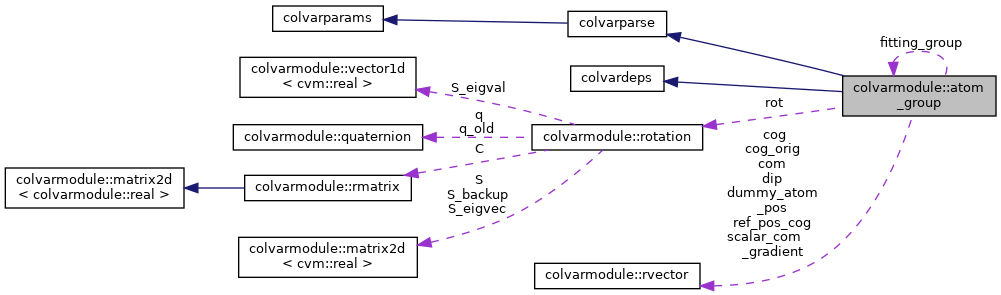 colvarparams
colvarparse
fitting_group
colvarmodule::vector1d
< cvm::real >
colvardeps
colvarmodule::atom
_group
S_eigval
rot
q
q_old
colvarmodule::quaternion
colvarmodule::rotation
C
cog
cog_orig
com
dip
dummy_atom
_pos
ref_pos_cog
scalar_com
_gradient
colvarmodule::matrix2d
< colvarmodule::real >
colvarmodule::rmatrix
S
S_backup
S_eigvec
colvarmodule::matrix2d
< cvm::real >
colvarmodule::rvector